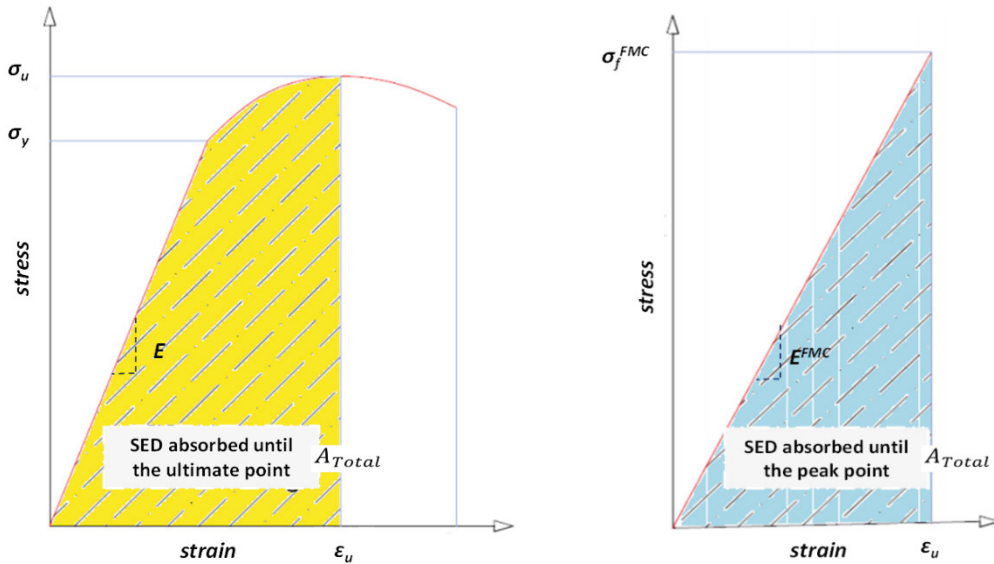 σu
σy
stress
E
SED absorbed until
the ultimate point
ATotal
strain
εu
σfFMC
stress
EFMC
SED absorbed until
the peak point
ATotal
strain
εu